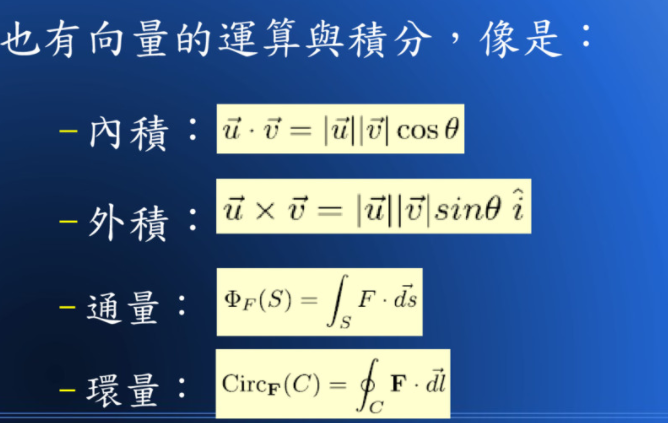 也有向量的運算與積分，像是：
–內積： $\vec{u} \cdot \vec{v} = |\vec{u}||\vec{v}| \cos\theta$
–外積： $\vec{u} \times \vec{v} = |\vec{u}||\vec{v}| sin\theta \ \hat{i}$
–通量： $\Phi_F(S) = \int_S F \cdot \vec{ds}$
–環量： $\text{Circ}_{\mathbf{F}}(C) = \oint_C \mathbf{F} \cdot \vec{dl}$